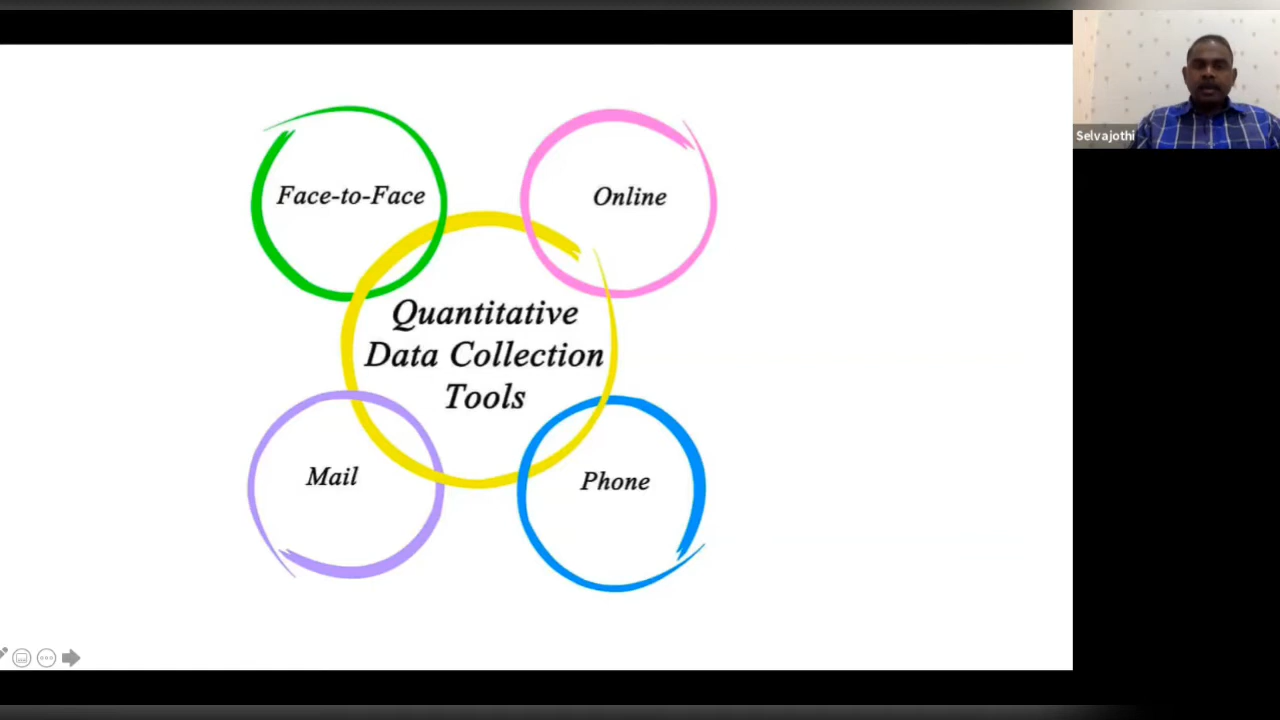 Face-to-Face
Online
Quantitative
Data Collection
Tools
Mail
Phone
Selvajothi